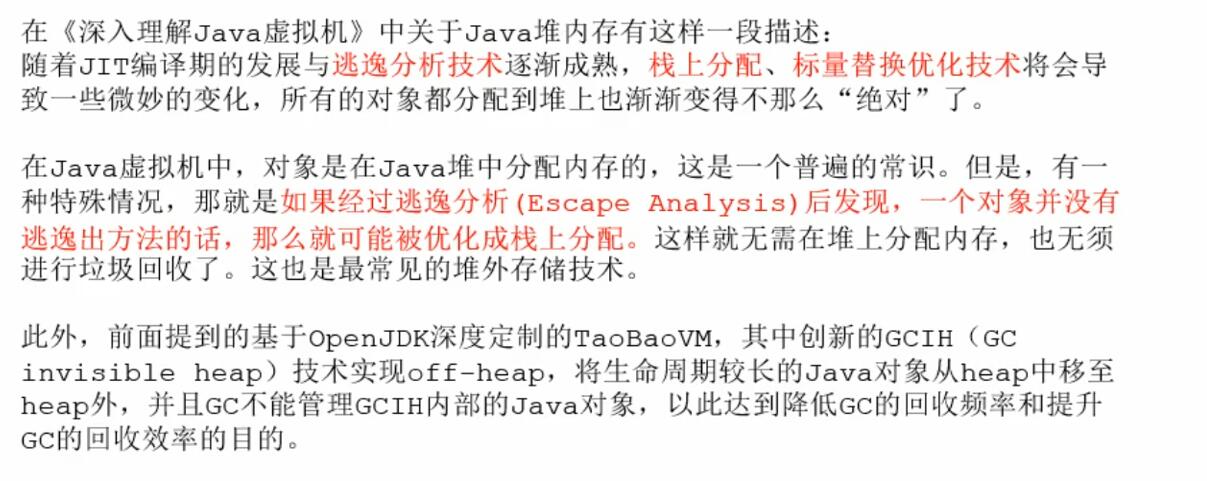 在《深入理解Java虚拟机》中关于Java堆内存有这样一段描述：
随着JIT编译期的发展与逃逸分析技术逐渐成熟，栈上分配、标量替换优化技术将会导
致一些微妙的变化，所有的对象都分配到堆上也渐渐变得不那么“绝对”了。
在Java虚拟机中，对象是在Java堆中分配内存的，这是一个普遍的常识。但是，有一
种特殊情况，那就是如果经过逃逸分析(Escape Analysis)后发现，一个对象并没有
逃逸出方法的话，那么就可能被优化成栈上分配。这样就无需在堆上分配内存，也无须
进行垃圾回收了。这也是最常见的堆外存储技术。
此外，前面提到的基于OpenJDK深度定制的TaoBaoVM，其中创新的GCIH（GC
invisible heap）技术实现off-heap，将生命周期较长的Java对象从heap中移至
heap外，并且GC不能管理GCIH内部的Java对象，以此达到降低GC的回收频率和提升
GC的回收效率的目的。